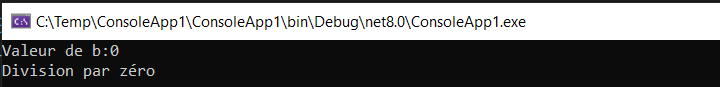 C:\Temp\ConsoleApp1\ConsoleApp1\bin\Debug\net8.0\ConsoleApp1.exe
Valeur de b:0
Division par zéro